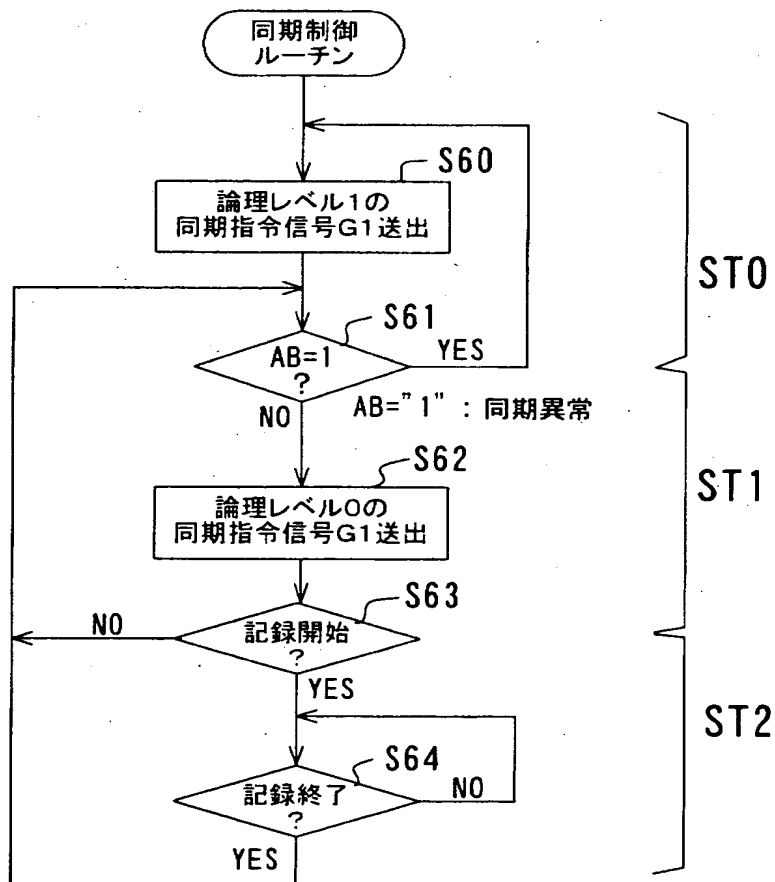 同期制御
ルーチン
S60
論理レベル1の
同期指令信号G1送出
ST0
S61
AB=1
?
YES
NO
AB="1" : 同期異常
S62
論理レベル0の
同期指令信号G1送出
ST1
S63
NO
記録開始
?
YES
ST2
S64
記録終了
?
NO
YES